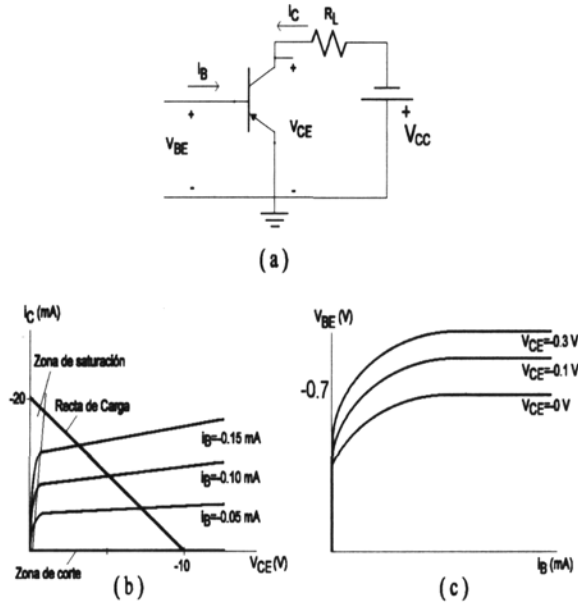 I_C
R_L
I_B
+
+
V_BE
V_CE
+
V_CC
-
-
(a)
I_C (mA)
Zona de saturación
-20
Recta de Carga
I_B=-0.15 mA
I_B=-0.10 mA
I_B=-0.05 mA
Zona de corte
-10
V_CE(V)
(b)
V_BE (V)
V_CE=-0.3 V
-0.7
V_CE=-0.1 V
V_CE=-0 V
I_B (mA)
(c)